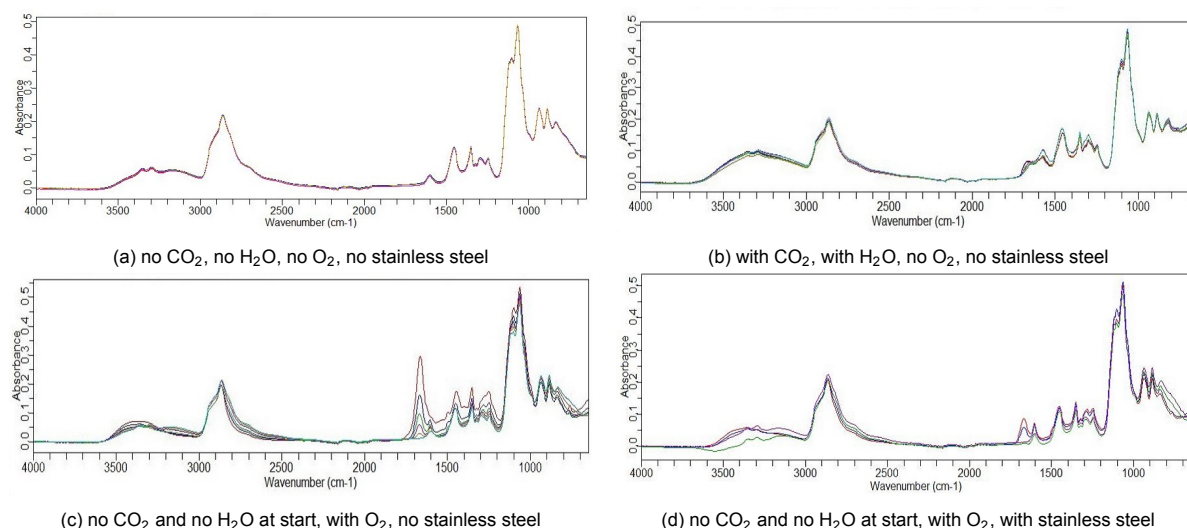 0.5
0.4
0.3
0.2
0.1
0.0
Absorbance
4000 3500 3000 2500 2000 1500 1000
Wavenumber (cm-1)
(a) no CO₂, no H₂O, no O₂, no stainless steel
0.5
0.4
0.3
0.2
0.1
0.0
Absorbance
4000 3500 3000 2500 2000 1500 1000
Wavenumber (cm-1)
(b) with CO₂, with H₂O, no O₂, no stainless steel
0.5
0.4
0.3
0.2
0.1
0.0
Absorbance
4000 3500 3000 2500 2000 1500 1000
Wavenumber (cm-1)
(c) no CO₂ and no H₂O at start, with O₂, no stainless steel
0.5
0.4
0.3
0.2
0.1
0.0
Absorbance
4000 3500 3000 2500 2000 1500 1000
Wavenumber (cm-1)
(d) no CO₂ and no H₂O at start, with O₂, with stainless steel